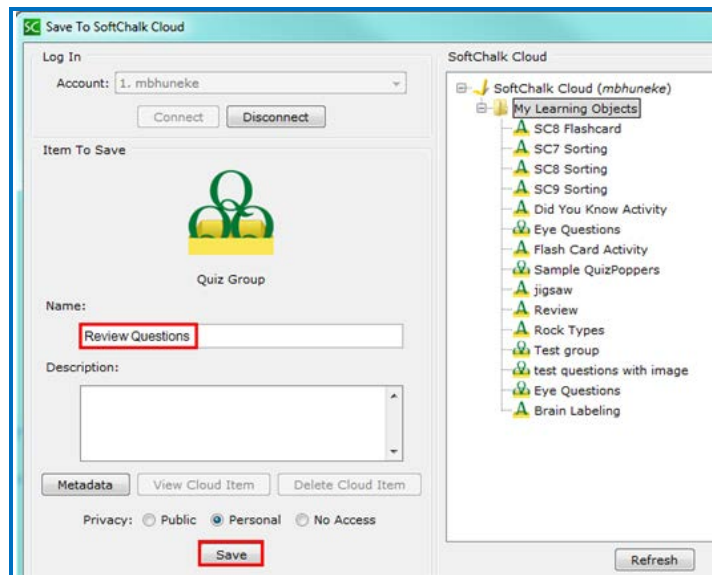 SC Save To SoftChalk Cloud
Log In
Account: 1. mbhuneke
Connect Disconnect
Item To Save
Quiz Group
Name:
Review Questions
Description:
Metadata View Cloud Item Delete Cloud Item
Privacy: Public Personal No Access
Save
SoftChalk Cloud
SoftChalk Cloud (mbhuneke)
My Learning Objects
A SC8 Flashcard
A SC7 Sorting
A SC8 Sorting
A SC9 Sorting
A Did You Know Activity
Eye Questions
A Flash Card Activity
Sample QuizPoppers
A jigsaw
A Review
A Rock Types
Test group
test questions with image
Eye Questions
A Brain Labeling
Refresh